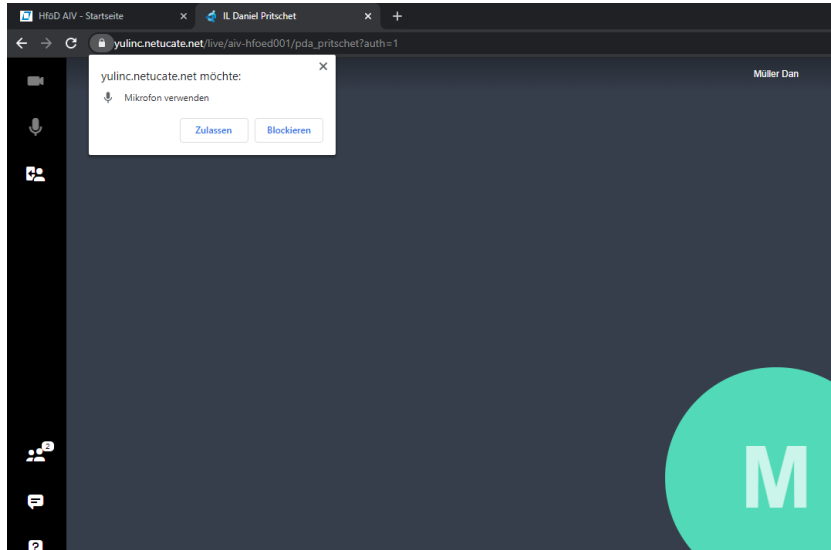 HföD AIV - Startseite
IL Daniel Pritschet
yulinc.netucate.net/live/aiv-hfoed001/pda_pritschet?auth=1
yulinc.netucate.net möchte:
Mikrofon verwenden
Zulassen
Blockieren
Müller Dan
2
M
?